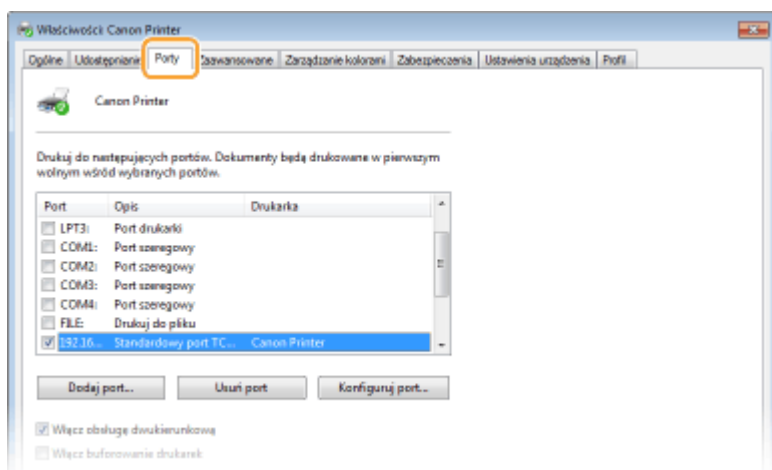 Właściwości: Canon Printer
Ogólne Udostępnianie Porty Zaawansowane Zarządzanie kolorami Zabezpieczenia Ustawienia urządzenia Profil
Canon Printer
Drukuj do następujących portów. Dokumenty będą drukowane w pierwszym
wolnym wśród wybranych portów.
Port Opis Drukarka
LPT3: Port drukarki
COM1: Port szeregowy
COM2: Port szeregowy
COM3: Port szeregowy
COM4: Port szeregowy
FILE: Drukuj do pliku
192.16... Standardowy port TC... Canon Printer
Dodaj port... Usuń port Konfiguruj port...
Włącz obsługę dwukierunkową
Włącz buforowanie drukarek